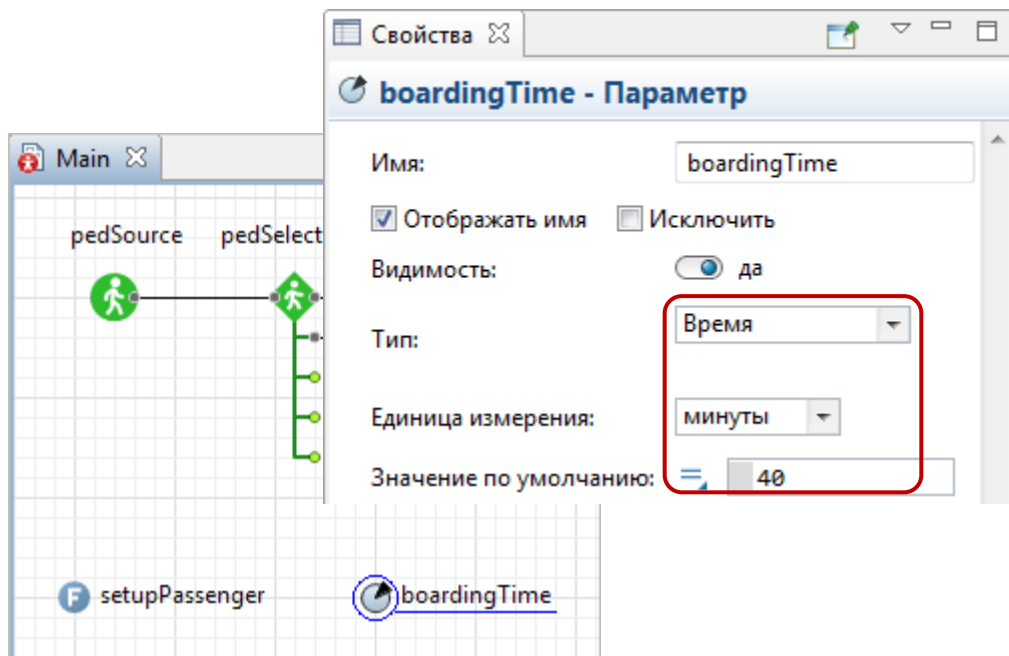 Свойства
boardingTime - Параметр
Имя: boardingTime
Отображать имя Исключить
Видимость: да
Тип: Время
Единица измерения: минуты
Значение по умолчанию: 40
Main
pedSource pedSelect
setupPassenger boardingTime